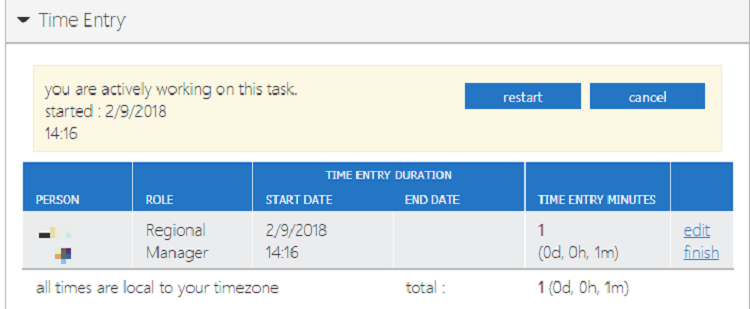 Time Entry
you are actively working on this task.
started : 2/9/2018
14:16
restart cancel
TIME ENTRY DURATION
PERSON ROLE START DATE END DATE TIME ENTRY MINUTES
Regional 2/9/2018 1 edit
Manager 14:16 (0d, 0h, 1m) finish
all times are local to your timezone total : 1 (0d, 0h, 1m)